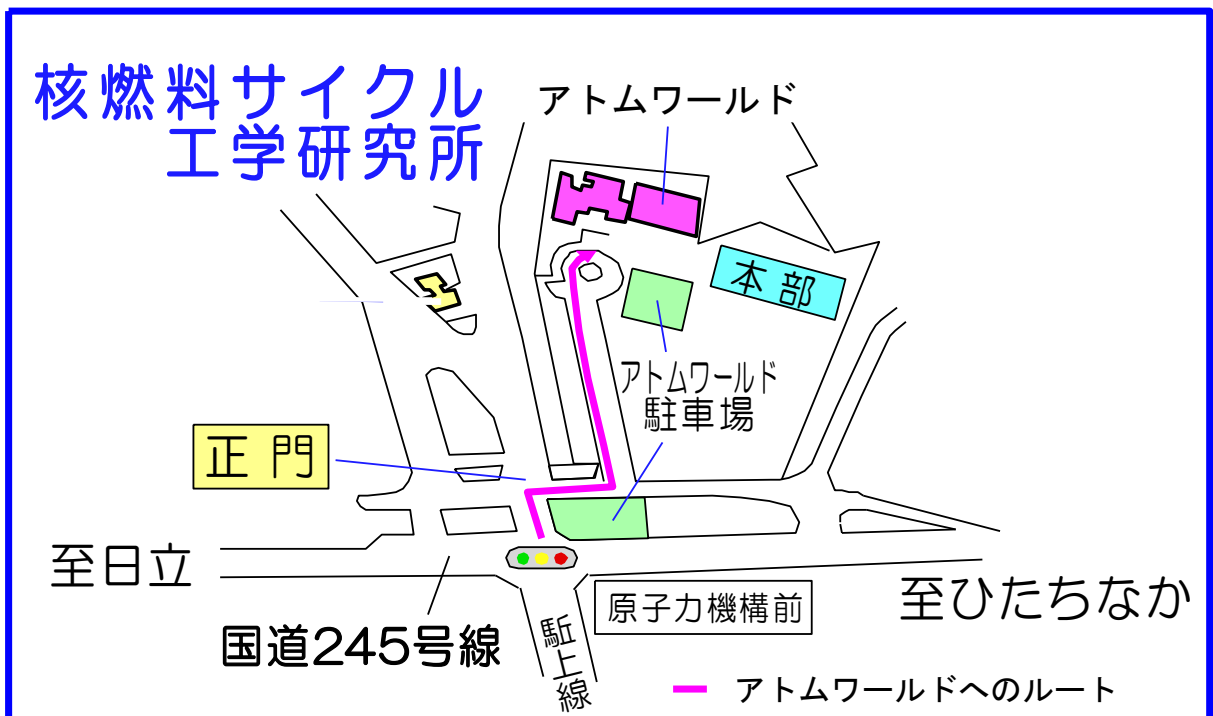 核燃料サイクル
工学研究所
アトムワールド
本部
アトムワールド
駐車場
正門
至日立
原子力機構前
至ひたちなか
国道245号線
駈上線
アトムワールドへのルート